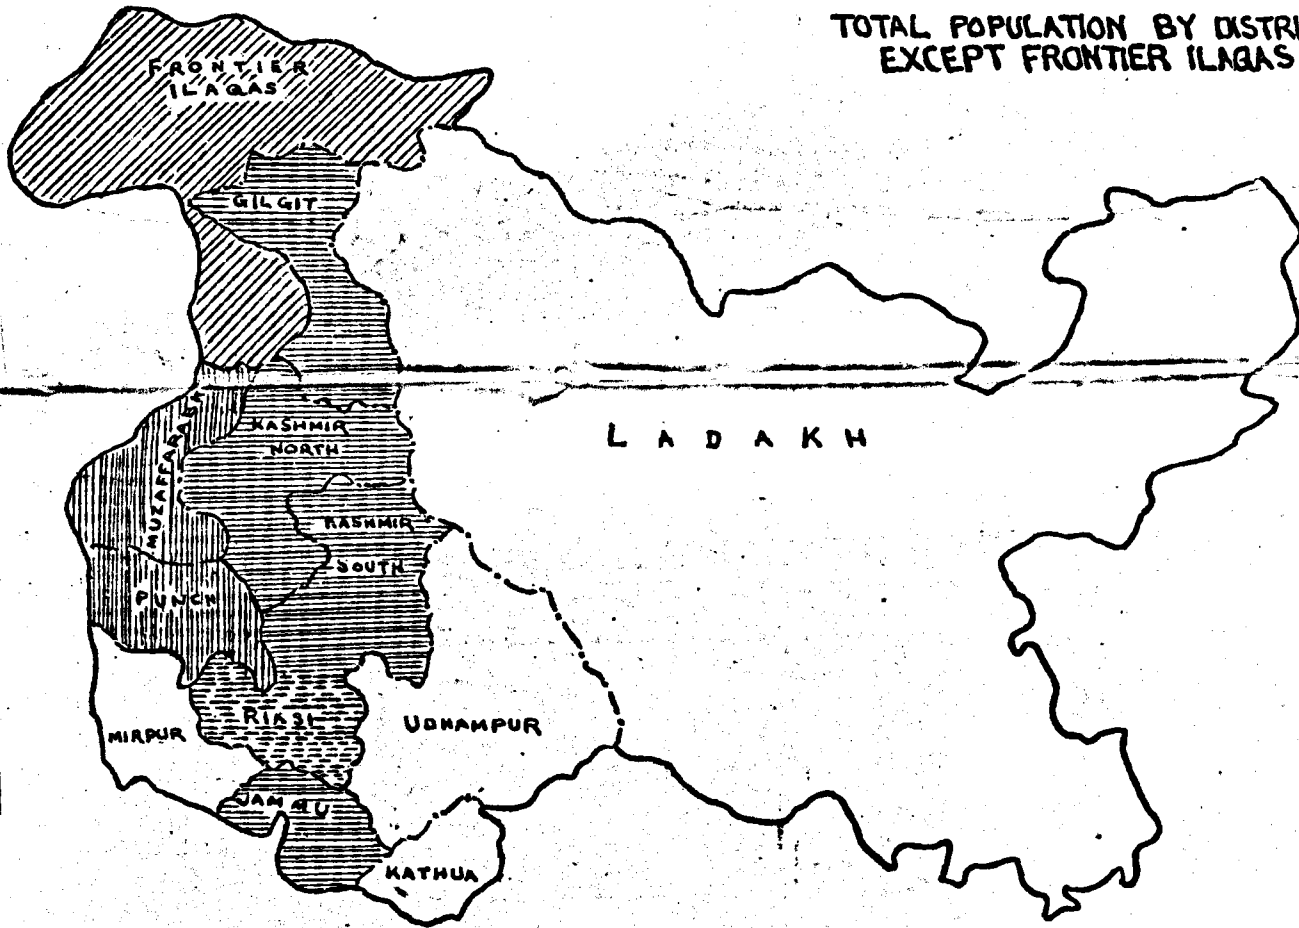 TOTAL POPULATION BY DISTRI
EXCEPT FRONTIER ILAQAS
FRONTIER
ILAQAS
GILGIT
KASHMIR
NORTH
LADAKH
MUZAFFARABAD
KASHMIR
SOUTH
PUNCH
RIASI
UDHAMPUR
MIRPUR
JAMMU
KATHUA